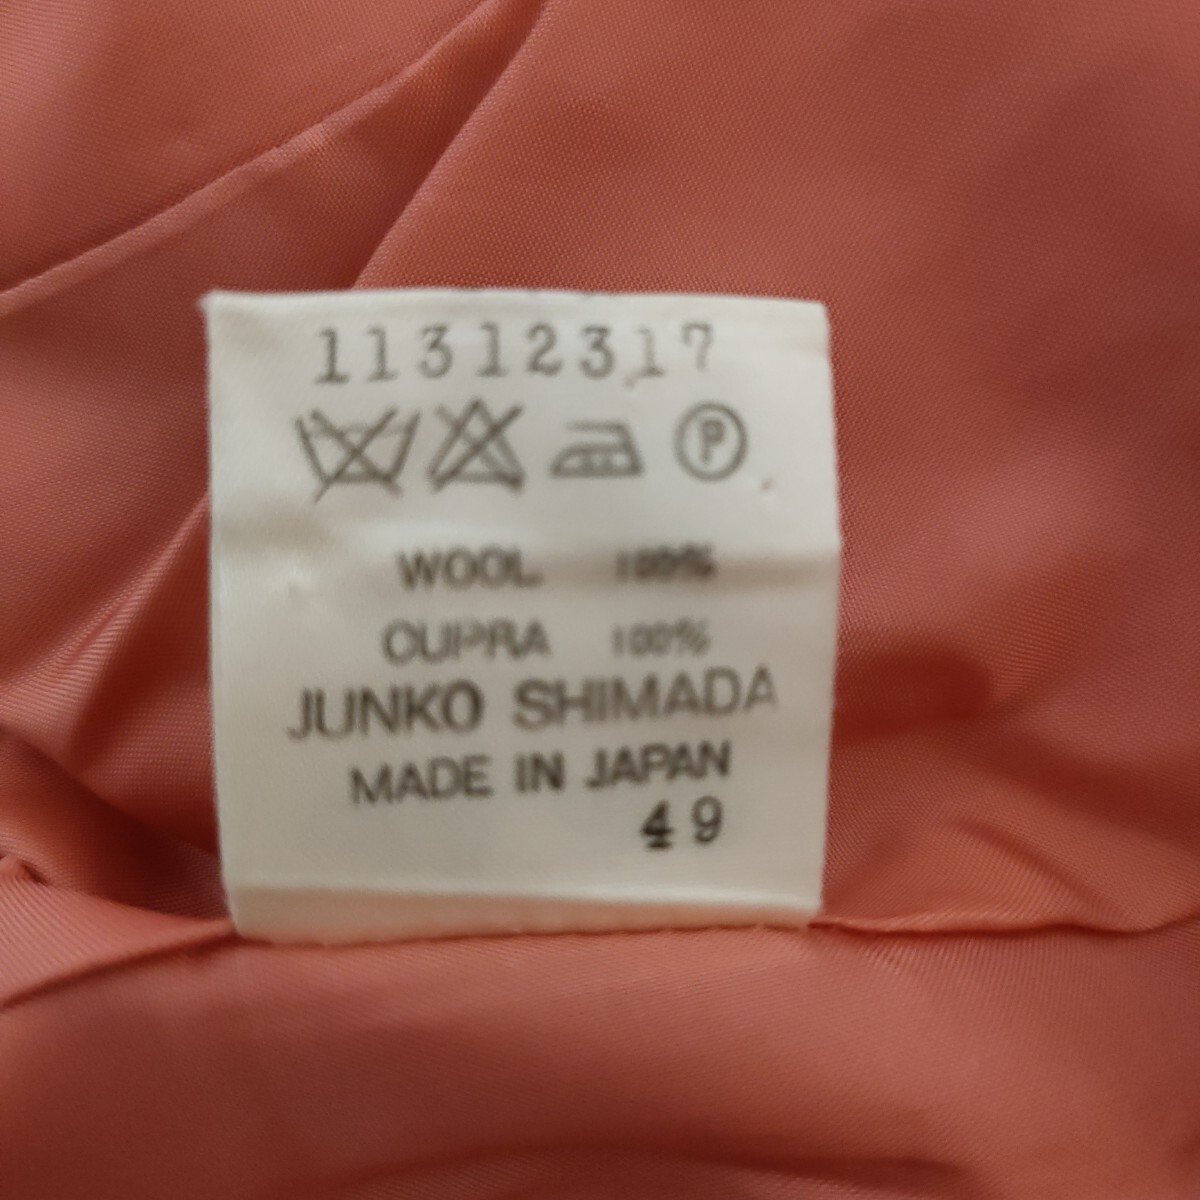 11312317
P
WOOL 100%
CUPRA 100%
JUNKO SHIMADA
MADE IN JAPAN
49